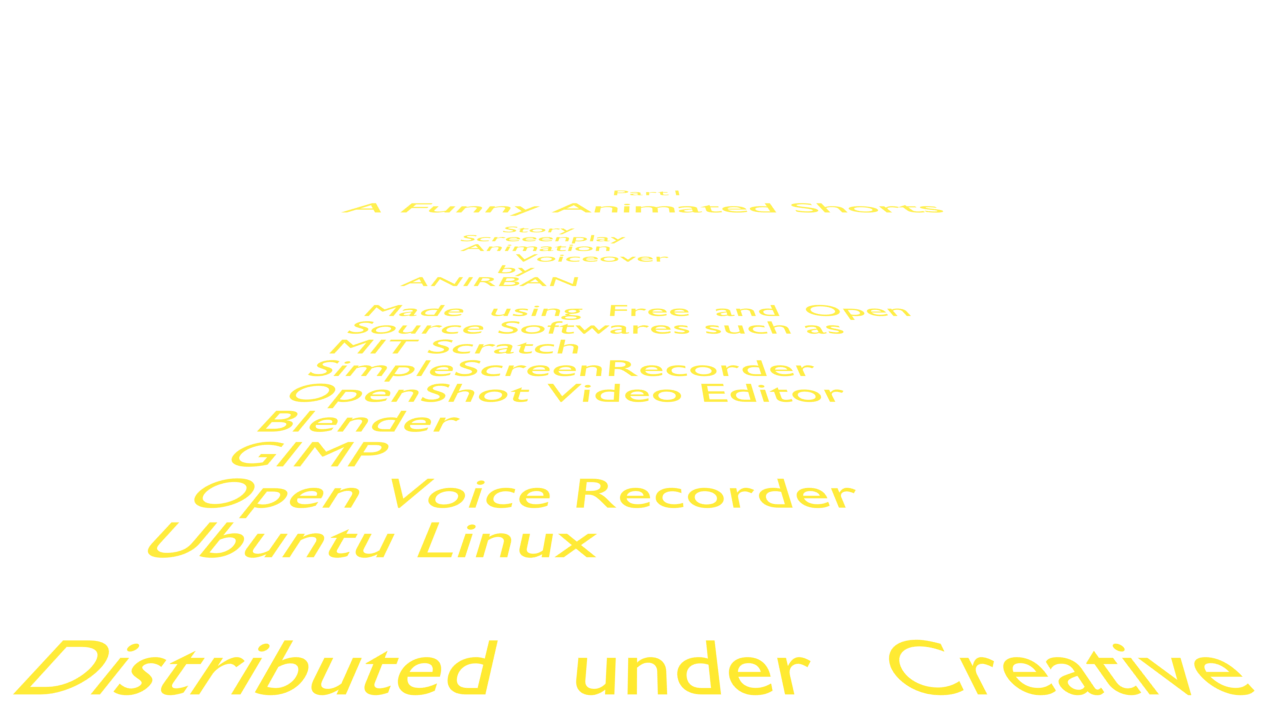 Part I
A Funny Animated Shorts
Story
Screeenplay
Animation
Voiceover
by
ANIRBAN
Made using Free and Open
Source Softwares such as
MIT Scratch
SimpleScreenRecorder
OpenShot Video Editor
Blender
GIMP
Open Voice Recorder
Ubuntu Linux
Distributed under Creative